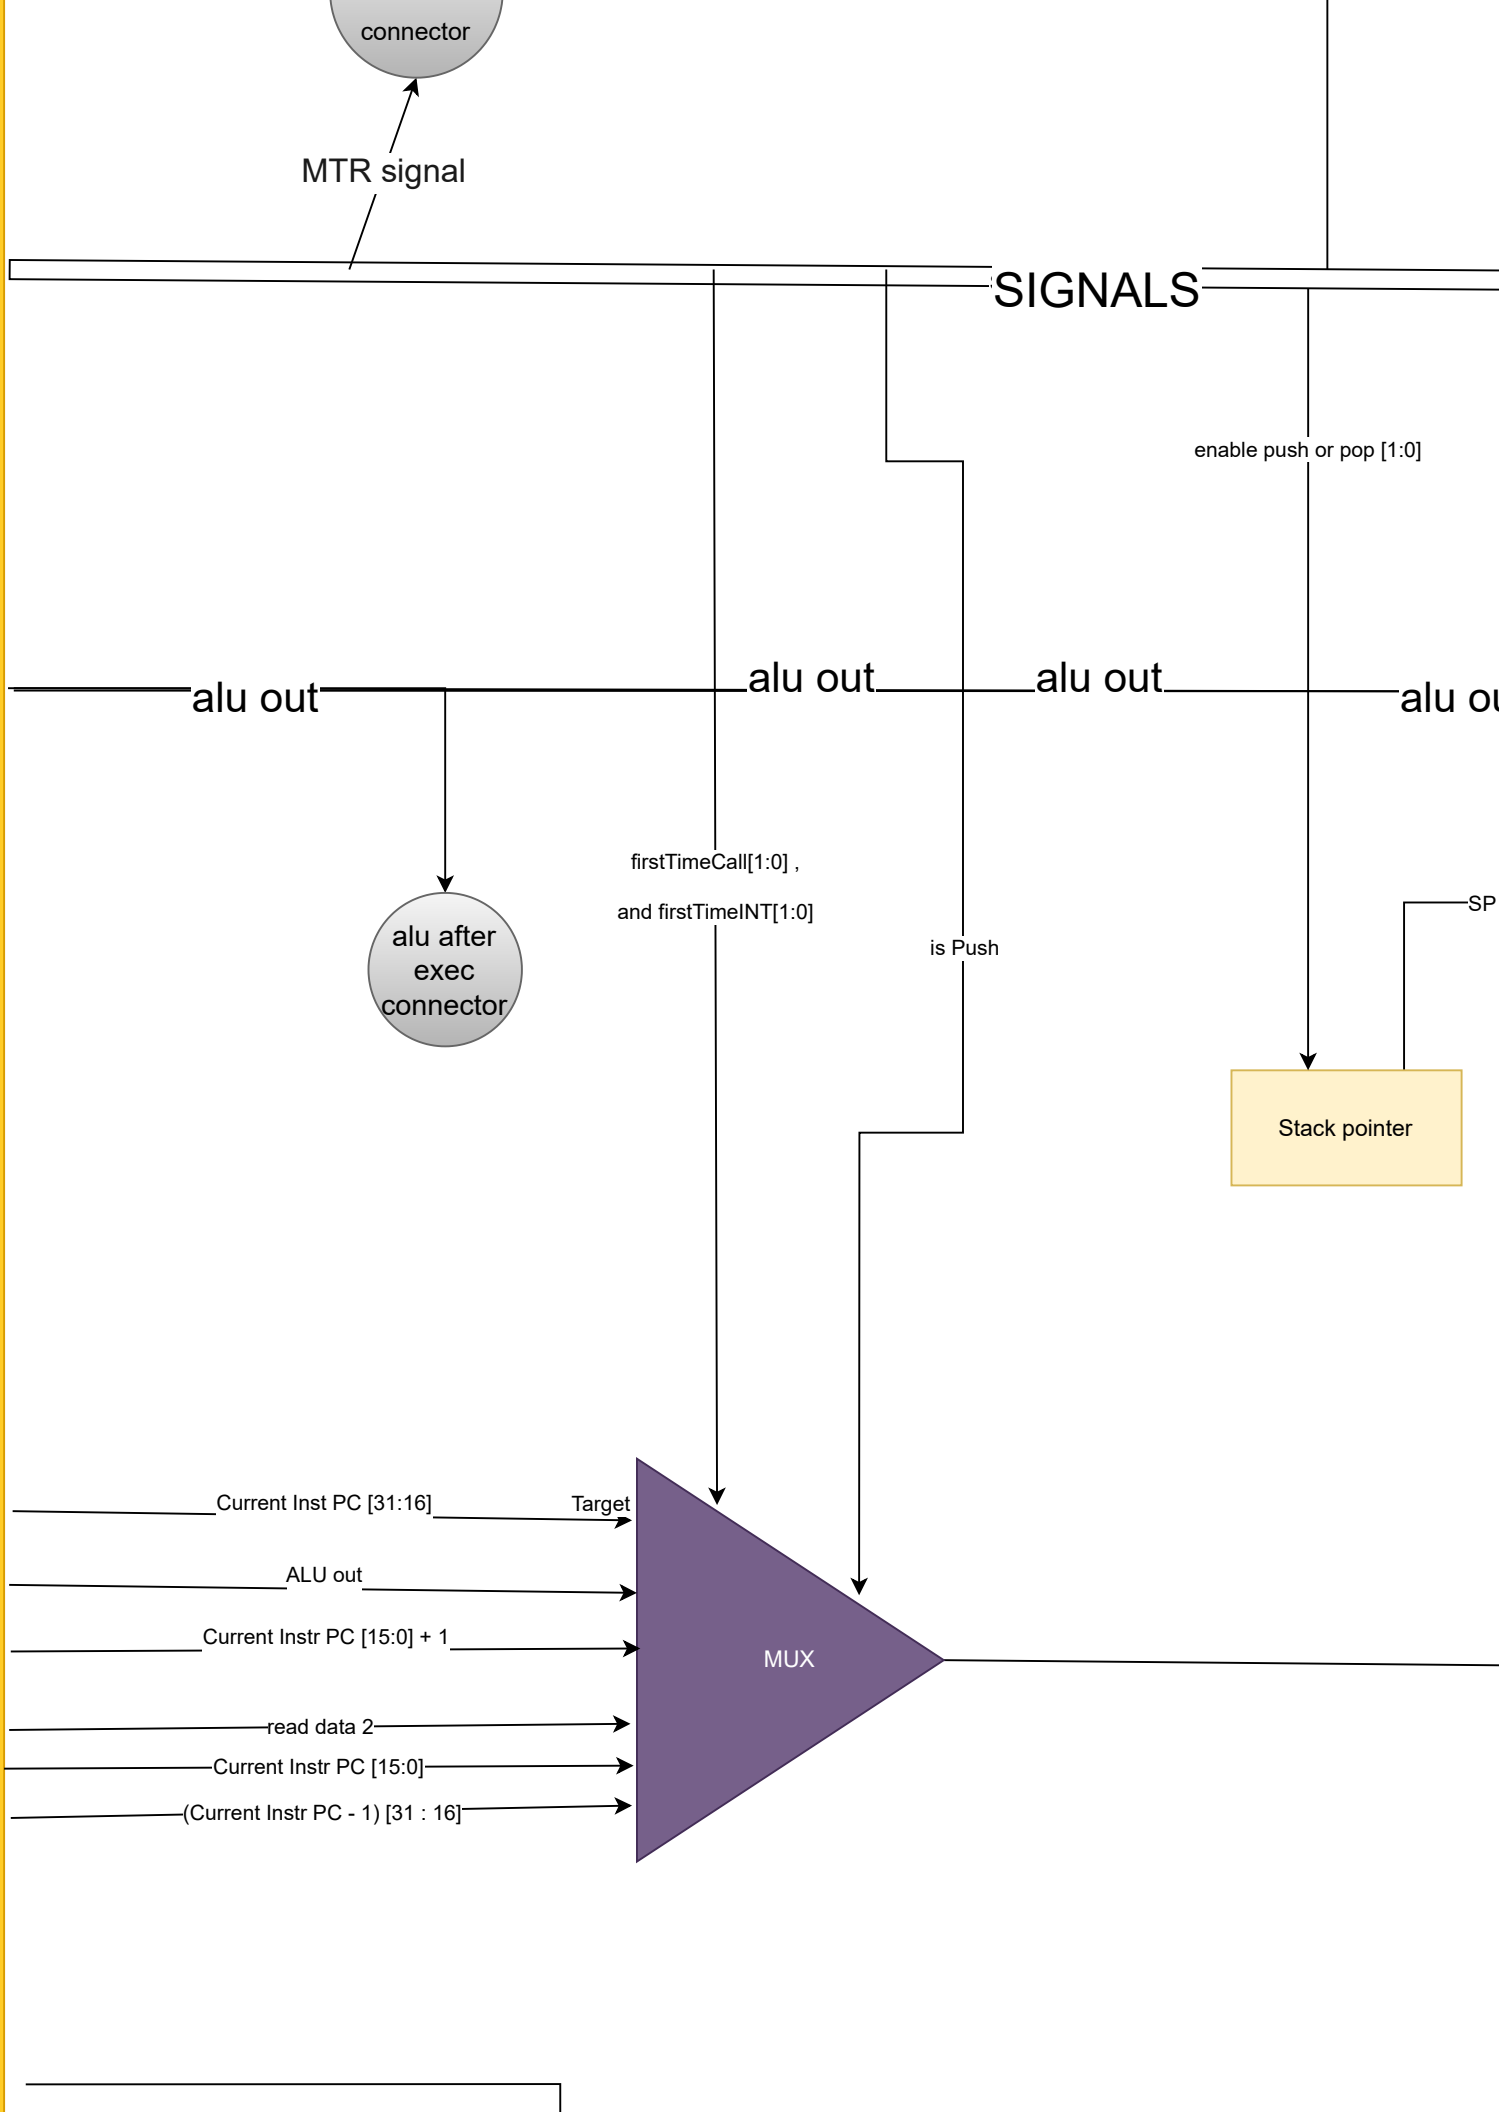 connector
MTR signal
SIGNALS
enable push or pop [1:0]
alu out
alu out
alu out
firstTimeCall[1:0] ,
and firstTimeINT[1:0]
is Push
SP
alu after
exec
connector
Stack pointer
Current Inst PC [31:16]
Target
ALU out
Current Instr PC [15:0] + 1
MUX
read data 2
Current Instr PC [15:0]
(Current Instr PC - 1) [31 : 16]